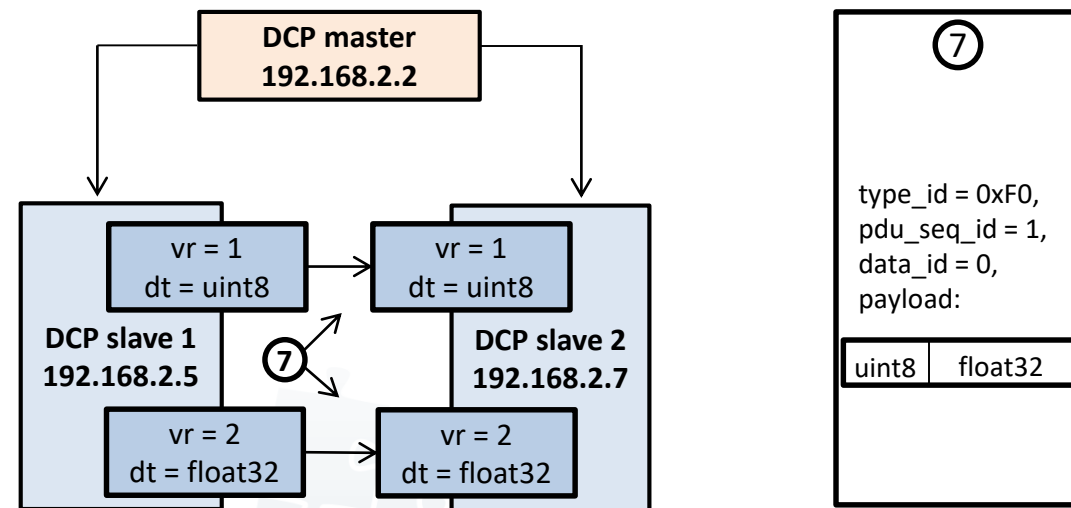 DCP master
192.168.2.2
vr = 1
dt = uint8
vr = 1
dt = uint8
DCP slave 1
192.168.2.5
7
DCP slave 2
192.168.2.7
vr = 2
dt = float32
vr = 2
dt = float32
7
type_id = 0xF0,
pdu_seq_id = 1,
data_id = 0,
payload:
uint8 float32